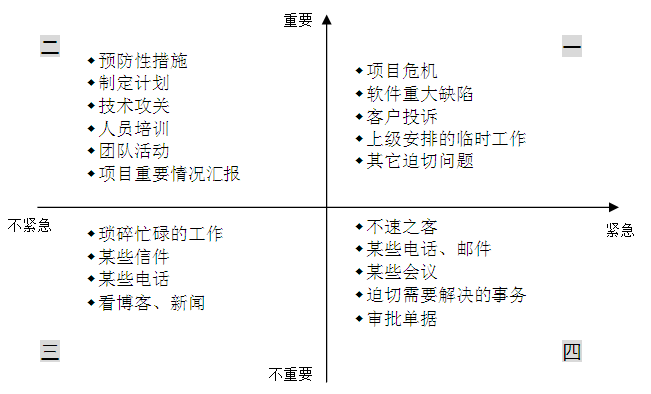 重要
二
◆预防性措施
◆制定计划
◆技术攻关
◆人员培训
◆团队活动
◆项目重要情况汇报
一
◆项目危机
◆软件重大缺陷
◆客户投诉
◆上级安排的临时工作
◆其它迫切问题
不紧急
紧急
◆琐碎忙碌的工作
◆某些信件
◆某些电话
◆看博客、新闻
三
◆不速之客
◆某些电话、邮件
◆某些会议
◆迫切需要解决的事务
◆审批单据
四
不重要